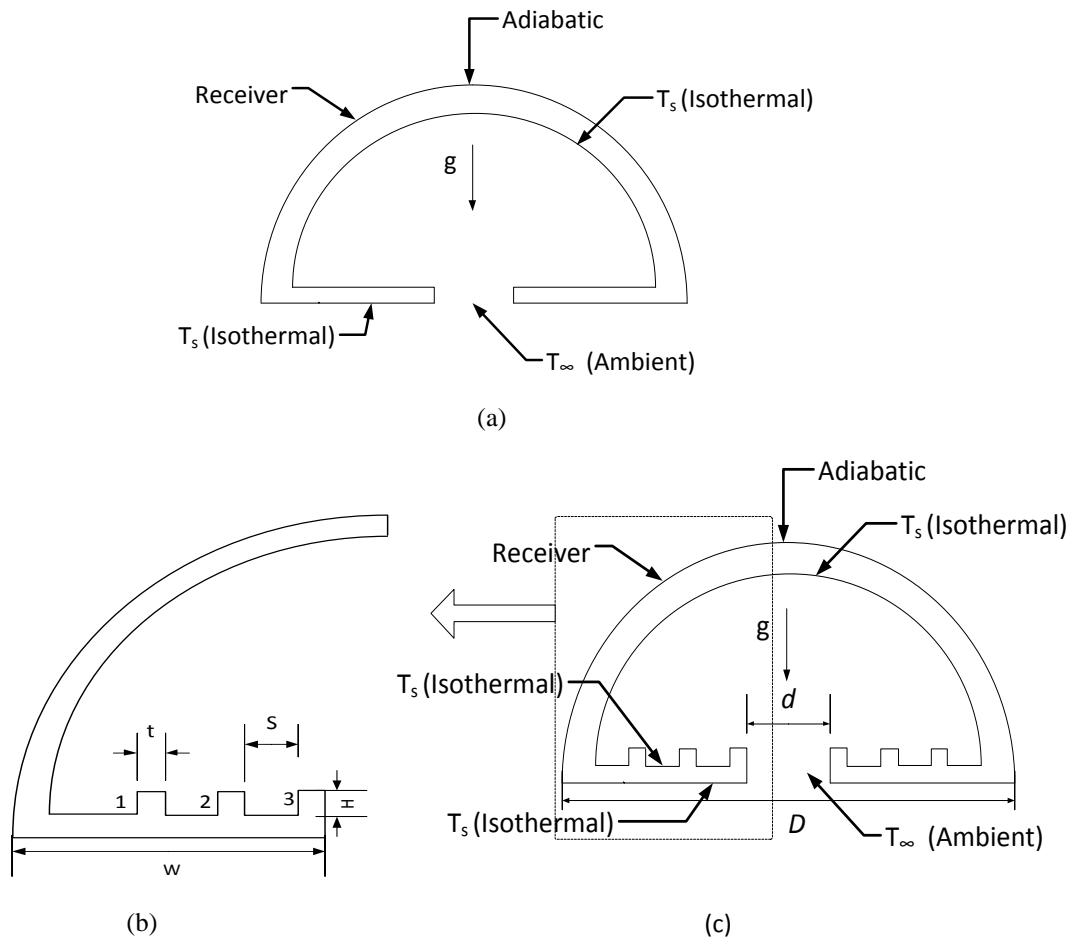 Adiabatic
Receiver
Tₛ (Isothermal)
g
Tₛ (Isothermal)
T∞ (Ambient)
(a)
Adiabatic
Tₛ (Isothermal)
Receiver
g
Tₛ (Isothermal)
d
S
t
1
2
3
H
Tₛ (Isothermal)
D
T∞ (Ambient)
w
(b)
(c)